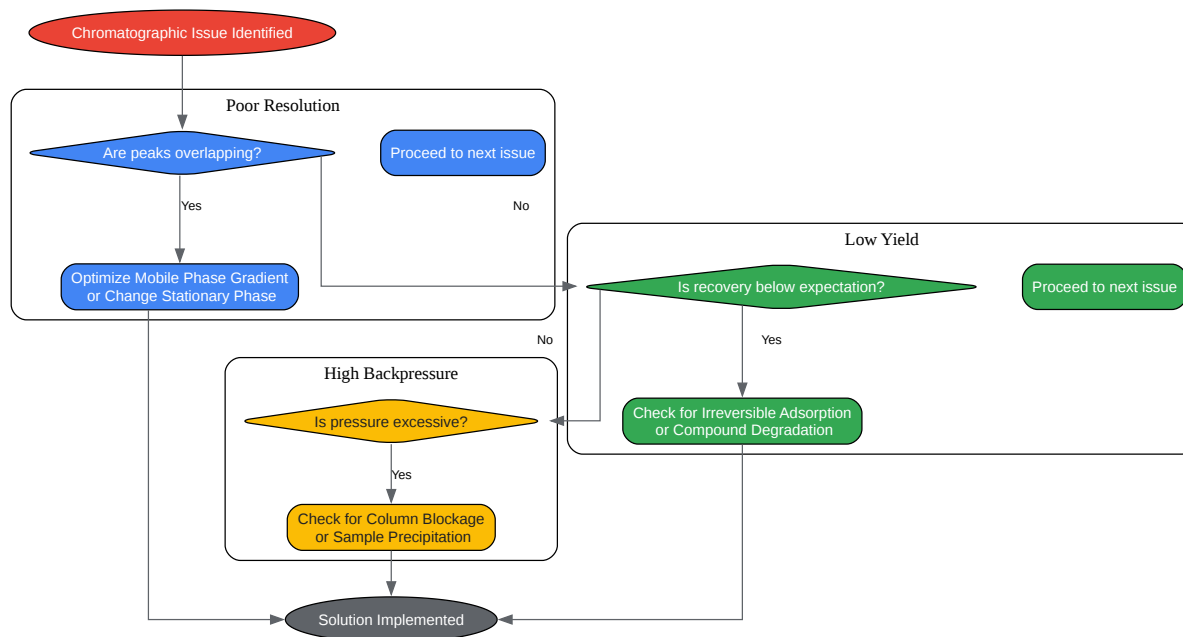 Chromatographic Issue Identified
Poor Resolution
Are peaks overlapping?
Proceed to next issue
Yes
No
Optimize Mobile Phase Gradient
or Change Stationary Phase
Low Yield
Is recovery below expectation?
Proceed to next issue
No
Yes
Check for Irreversible Adsorption
or Compound Degradation
High Backpressure
Is pressure excessive?
Yes
Check for Column Blockage
or Sample Precipitation
Solution Implemented